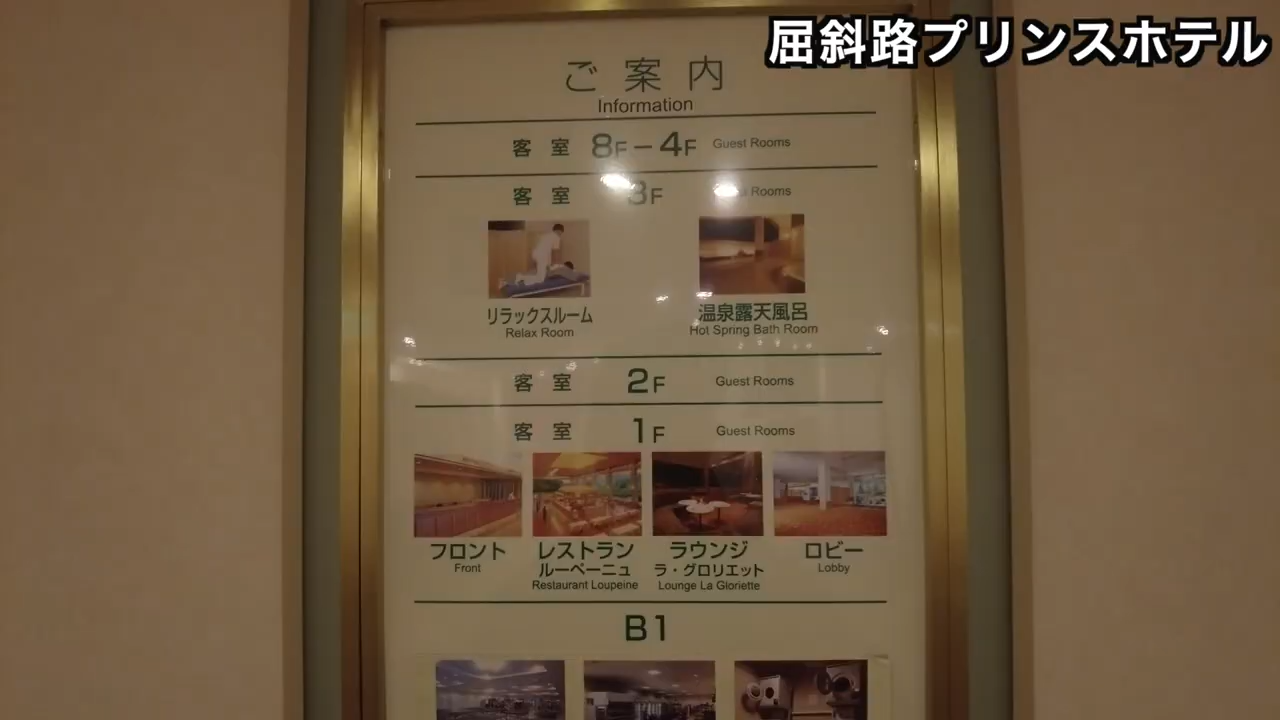 屈斜路プリンスホテル
ご案内
Information
客室 8F－4F Guest Rooms
客室 3F Rooms
リラックスルーム 温泉露天風呂
Relax Room Hot Spring Bath Room
客室 2F Guest Rooms
客室 1F Guest Rooms
フロント レストラン ラウンジ ロビー
Front ルーペーニュ ラ・グロリエット Lobby
Restaurant Loupeine Lounge La Gloriette
B1